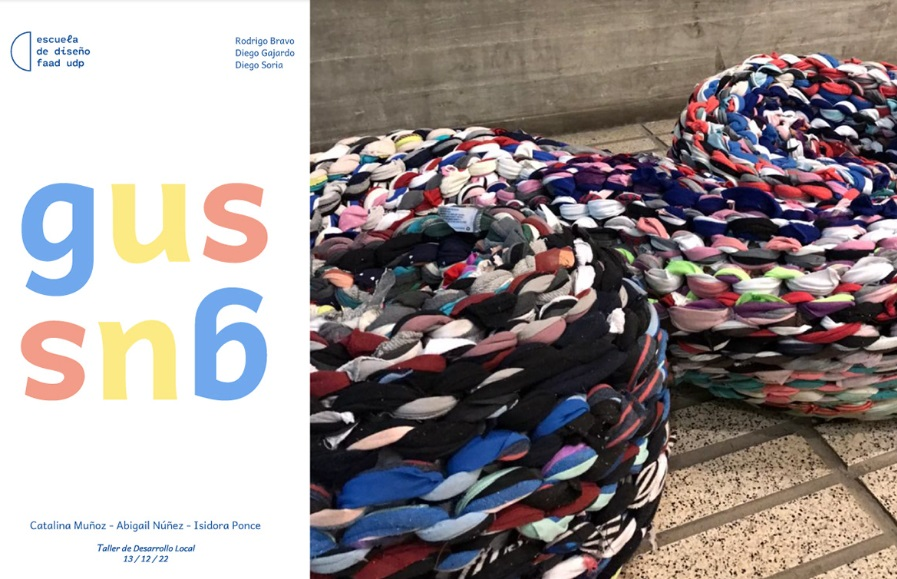 escuela
de diseño
faad udp
Rodrigo Bravo
Diego Gajardo
Diego Soria
gus
gus
Catalina Muñoz - Abigail Núñez - Isidora Ponce
Taller de Desarrollo Local
13 / 12 / 22